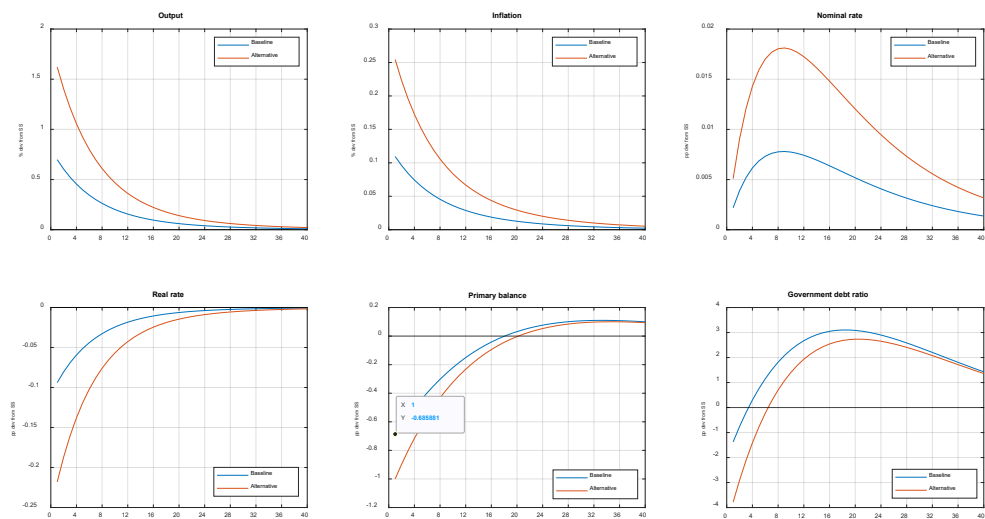 Output
2
1.5
1
0.5
0
% dev from SS
Baseline
Alternative
0 4 8 12 16 20 24 28 32 36 40
Inflation
0.3
0.25
0.2
0.15
0.1
0.05
0
% dev from SS
Baseline
Alternative
0 4 8 12 16 20 24 28 32 36 40
Nominal rate
0.02
0.015
0.01
0.005
0
pp dev from SS
Baseline
Alternative
0 4 8 12 16 20 24 28 32 36 40
Real rate
0
-0.05
-0.1
-0.15
-0.2
-0.25
pp dev from SS
Baseline
Alternative
0 4 8 12 16 20 24 28 32 36 40
Primary balance
0.2
0
-0.2
-0.4
-0.6
-0.8
-1
-1.2
pp dev from SS
X 1
Y -0.685881
Baseline
Alternative
0 4 8 12 16 20 24 28 32 36 40
Government debt ratio
4
3
2
1
0
-1
-2
-3
-4
pp dev from SS
Baseline
Alternative
0 4 8 12 16 20 24 28 32 36 40